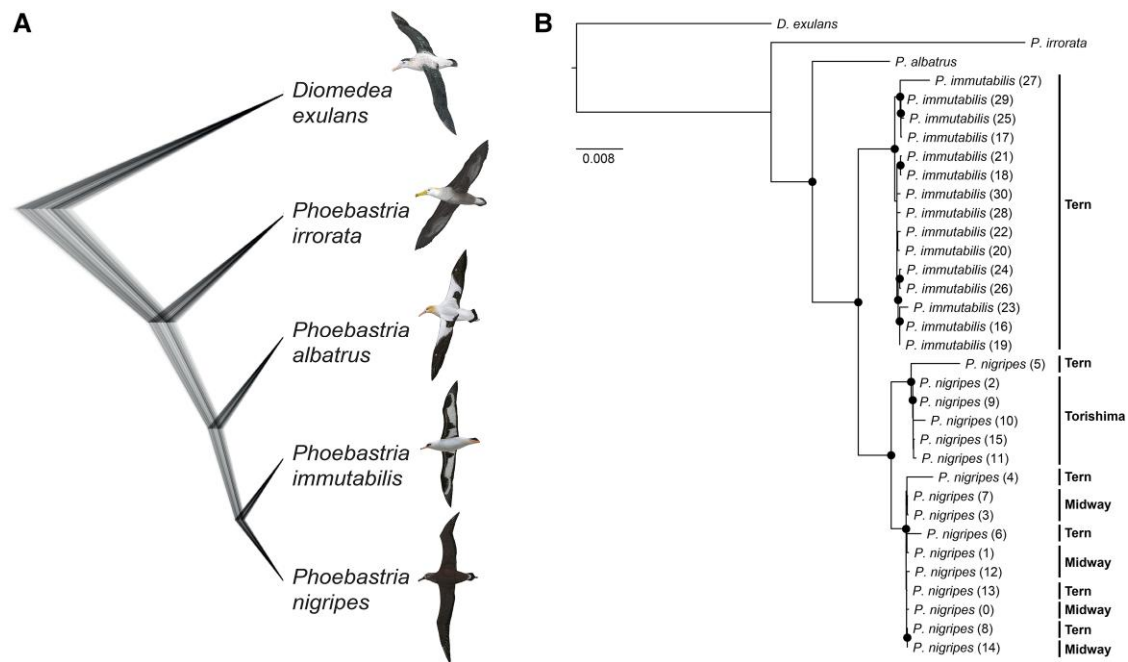 A
Diomedea
exulans
Phoebastria
irrorata
Phoebastria
albatrus
Phoebastria
immutabilis
Phoebastria
nigripes
B
D. exulans
P. irrorata
P. albatrus
P. immutabilis (27)
P. immutabilis (29)
P. immutabilis (25)
P. immutabilis (17)
P. immutabilis (21)
P. immutabilis (18)
P. immutabilis (30)
P. immutabilis (28)
P. immutabilis (22)
P. immutabilis (20)
P. immutabilis (24)
P. immutabilis (26)
P. immutabilis (23)
P. immutabilis (16)
P. immutabilis (19)
Tern
0.008
P. nigripes (5) Tern
P. nigripes (2)
P. nigripes (9)
P. nigripes (10)
P. nigripes (15)
P. nigripes (11)
Torishima
P. nigripes (4) Tern
P. nigripes (7)
P. nigripes (3)
Midway
P. nigripes (6) Tern
P. nigripes (1)
P. nigripes (12)
Midway
P. nigripes (13) Tern
P. nigripes (0) Midway
P. nigripes (8) Tern
P. nigripes (14) Midway